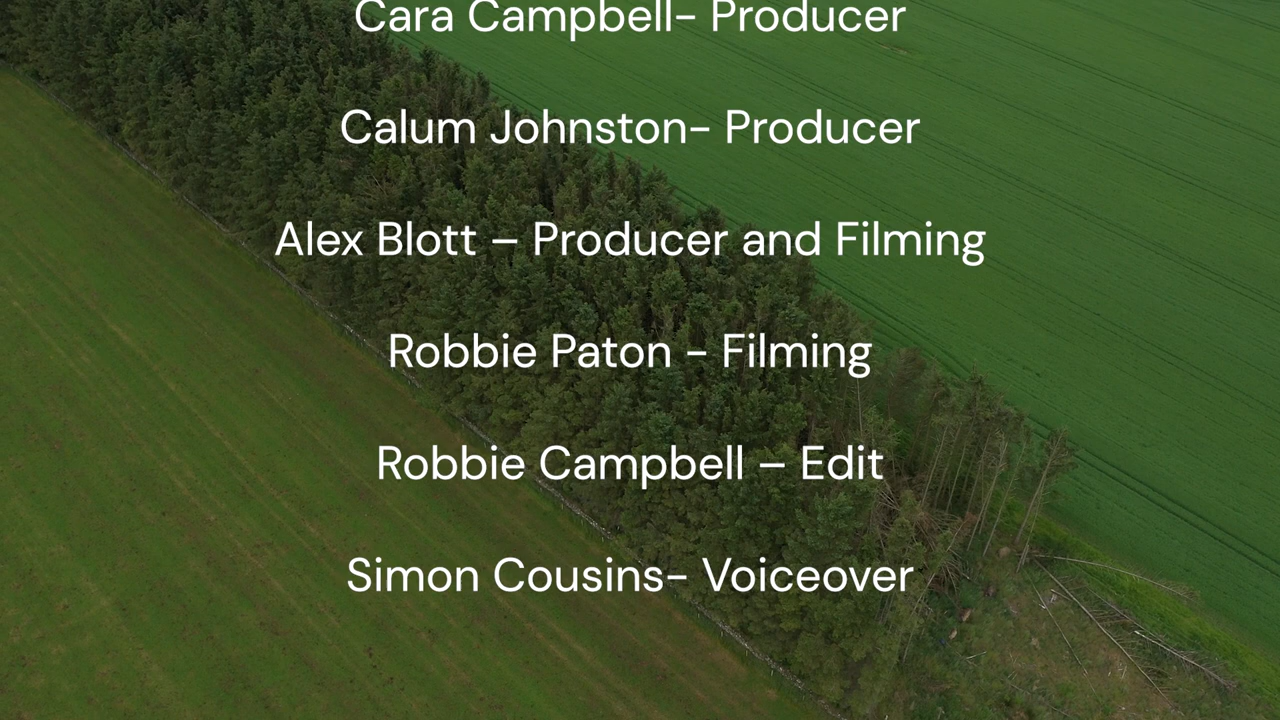 Cara Campbell- Producer
Calum Johnston- Producer
Alex Blott – Producer and Filming
Robbie Paton - Filming
Robbie Campbell – Edit
Simon Cousins- Voiceover